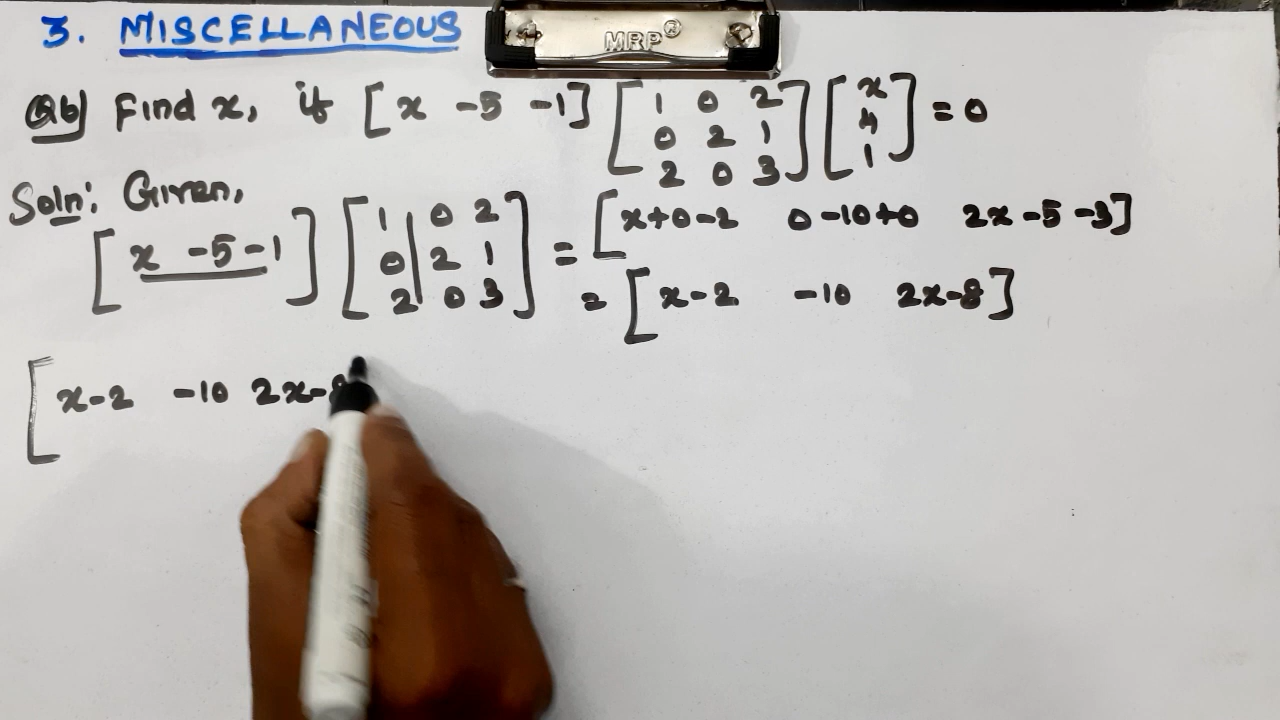 3. MISCELLANEOUS
MRP®
Q6) Find x, if [x -5 -1] [1 0 2 [x = 0
0 2 1 4
2 0 3] 1]
Soln: Given,
[x -5 -1] [1 0 2 = [x+0-2 0-10+0 2x-5-3]
0 2 1
2 0 3] = [x-2 -10 2x-8]
[x-2 -10 2x-8